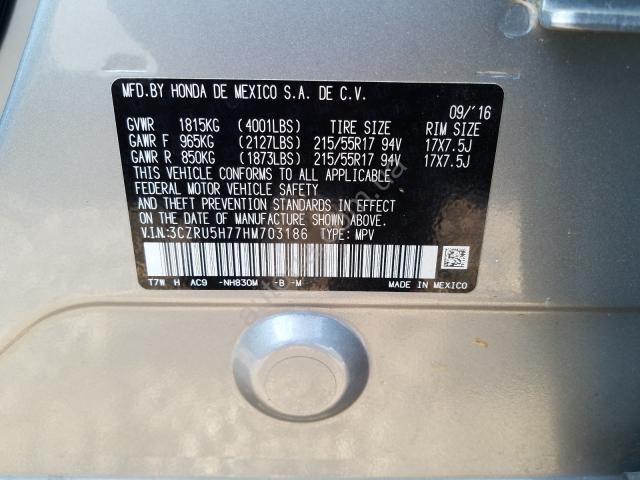 MFD.BY HONDA DE MEXICO S.A. DE C.V.
09/'16
GVWR 1815KG (4001LBS) TIRE SIZE RIM SIZE
GAWR F 965KG (2127LBS) 215/55R17 94V 17X7.5J
GAWR R 850KG (1873LBS) 215/55R17 94V 17X7.5J
THIS VEHICLE CONFORMS TO ALL APPLICABLE
FEDERAL MOTOR VEHICLE SAFETY
AND THEFT PREVENTION STANDARDS IN EFFECT
ON THE DATE OF MANUFACTURE SHOWN ABOVE.
V.I.N:3CZRU5H77HM703186 TYPE: MPV
T7W H AC9 -NH830M -B -M
MADE IN MEXICO